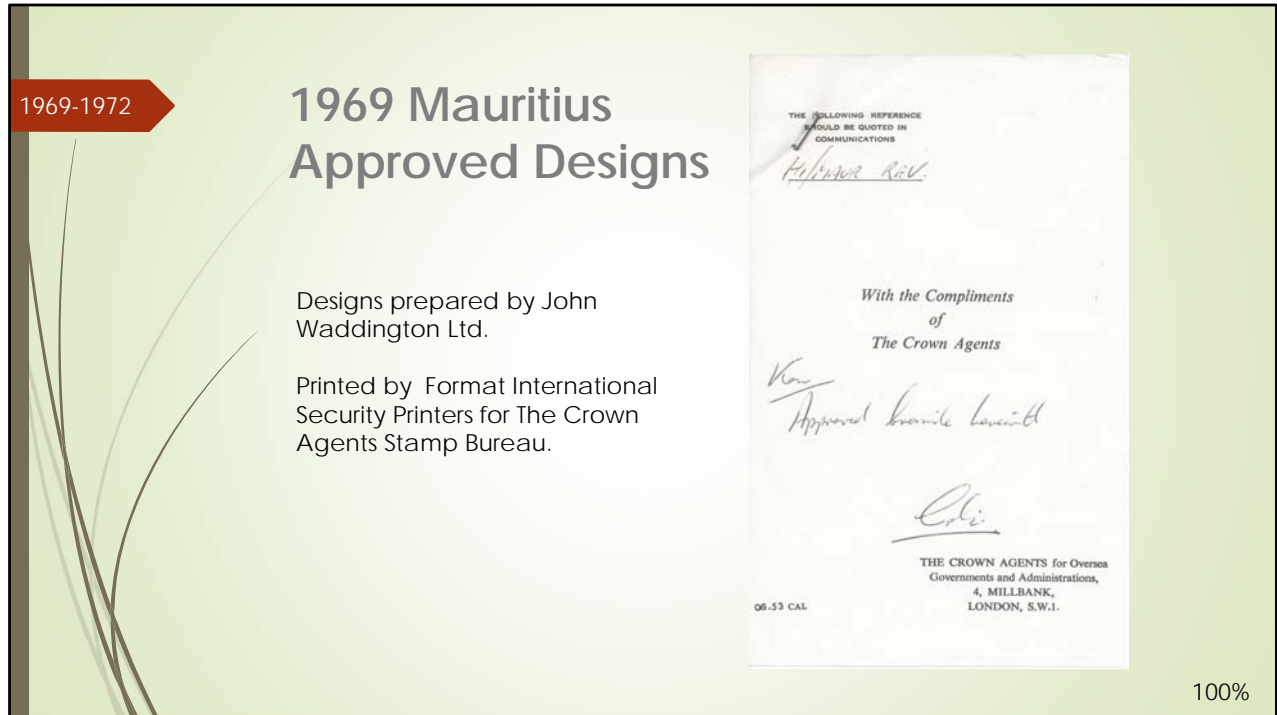 1969-1972
1969 Mauritius
Approved Designs
Designs prepared by John
Waddington Ltd.
Printed by Format International
Security Printers for The Crown
Agents Stamp Bureau.
THE FOLLOWING REFERENCE
SHOULD BE QUOTED IN
COMMUNICATIONS
REV.
With the Compliments
of
The Crown Agents
Approved
THE CROWN AGENTS for Oversea
Governments and Administrations,
4, MILLBANK,
LONDON, S.W.1.
06.53 CAL
100%